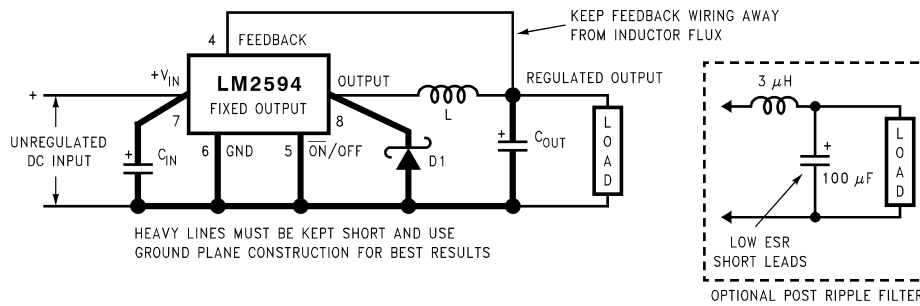 KEEP FEEDBACK WIRING AWAY
FROM INDUCTOR FLUX
4 FEEDBACK
+VIN
LM2594
FIXED OUTPUT
OUTPUT
REGULATED OUTPUT
+
7
8
L
UNREGULATED
DC INPUT
+
CIN
6 GND
5 ON/OFF
D1
+
COUT
LOAD
HEAVY LINES MUST BE KEPT SHORT AND USE
GROUND PLANE CONSTRUCTION FOR BEST RESULTS
3 μH
+
100 μF
LOAD
LOW ESR
SHORT LEADS
OPTIONAL POST RIPPLE FILTER